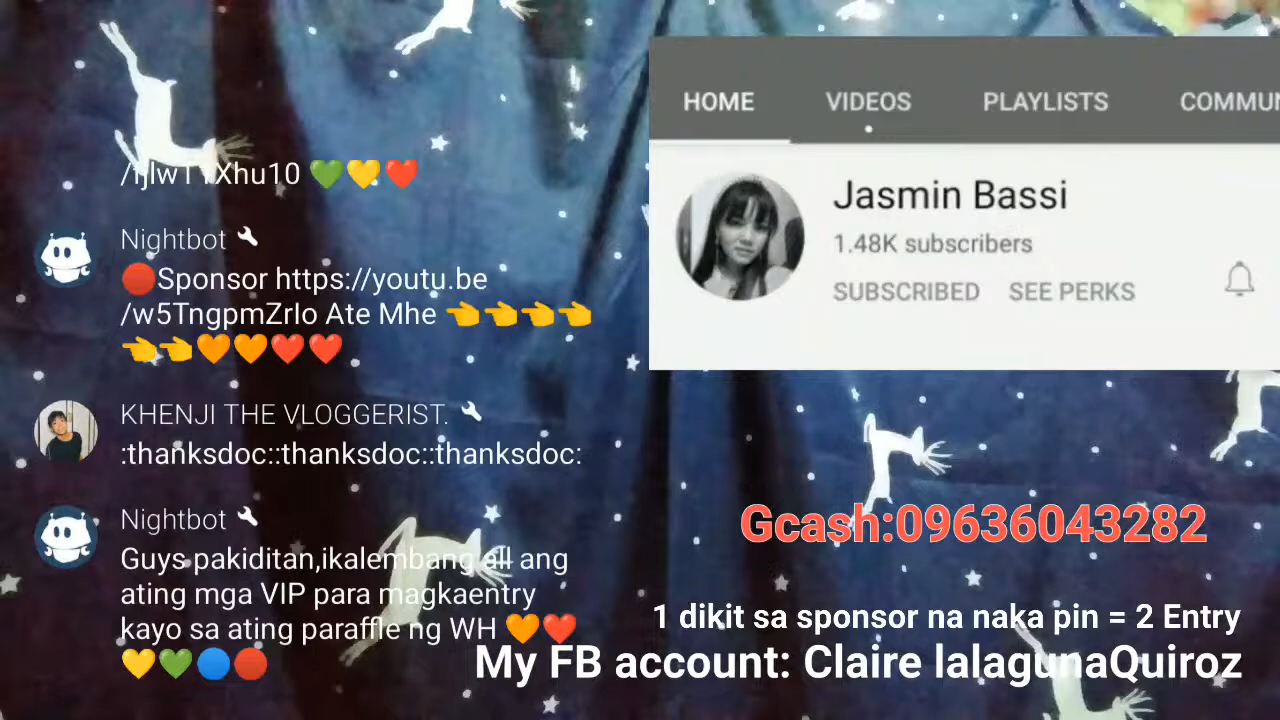 /fjlwTYXhu10 💚💛❤️
Nightbot
🔴Sponsor https://youtu.be
/w5TngpmZrIo Ate Mhe 👈👈👈👈
👈👈🧡🧡❤️❤️
KHENJI THE VLOGGERIST.
:thanksdoc::thanksdoc::thanksdoc:
Nightbot
Guys pakiditan,ikalembang all ang
ating mga VIP para magkaentry
kayo sa ating paraffle ng WH 🧡❤️
💛💚🔵🔴
HOME VIDEOS PLAYLISTS COMMUN
Jasmin Bassi
1.48K subscribers
SUBSCRIBED SEE PERKS
Gcash:09636043282
1 dikit sa sponsor na naka pin = 2 Entry
My FB account: Claire lalagunaQuiroz